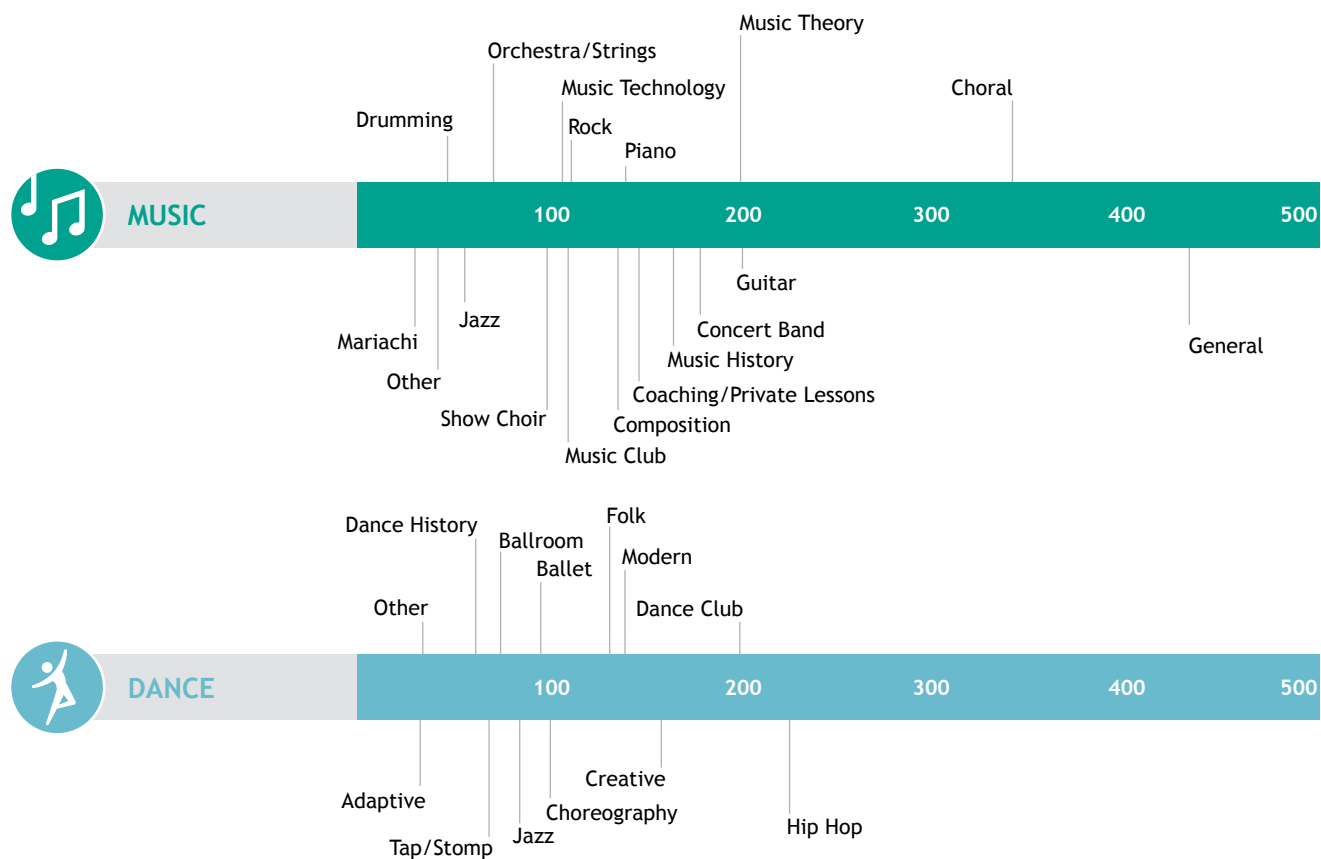 Music Theory
Orchestra/Strings
Music Technology
Choral
Drumming
Rock
Piano
MUSIC
100 200 300 400 500
Guitar
Jazz
Concert Band
Mariachi
General
Music History
Other
Coaching/Private Lessons
Show Choir
Composition
Music Club
Folk
Dance History
Ballroom
Modern
Ballet
Other
Dance Club
DANCE
100 200 300 400 500
Creative
Adaptive
Choreography
Hip Hop
Jazz
Tap/Stomp